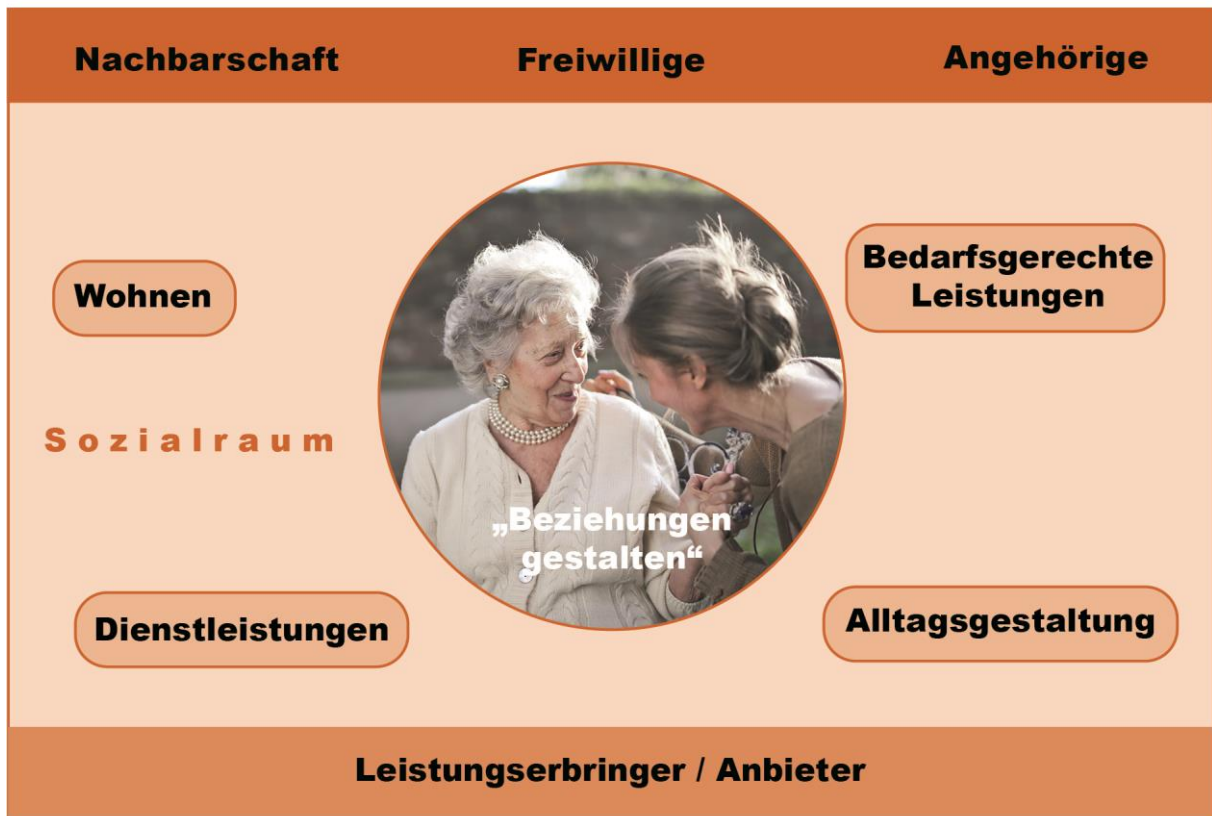 Nachbarschaft
Freiwillige
Angehörige
Wohnen
Bedarfsgerechte
Leistungen
Sozialraum
„Beziehungen
gestalten“
Dienstleistungen
Alltagsgestaltung
Leistungserbringer / Anbieter